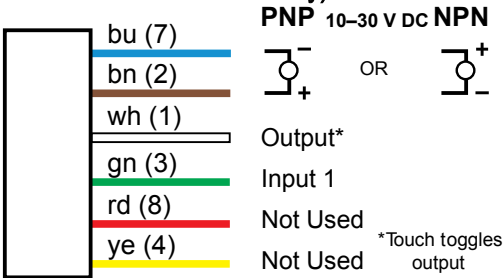 PNP 10–30 V DC NPN
bu (7)
– +
OR
bn (2)
+ –
wh (1)
Output*
gn (3)
Input 1
rd (8)
Not Used
ye (4)
Not Used
*Touch toggles
output